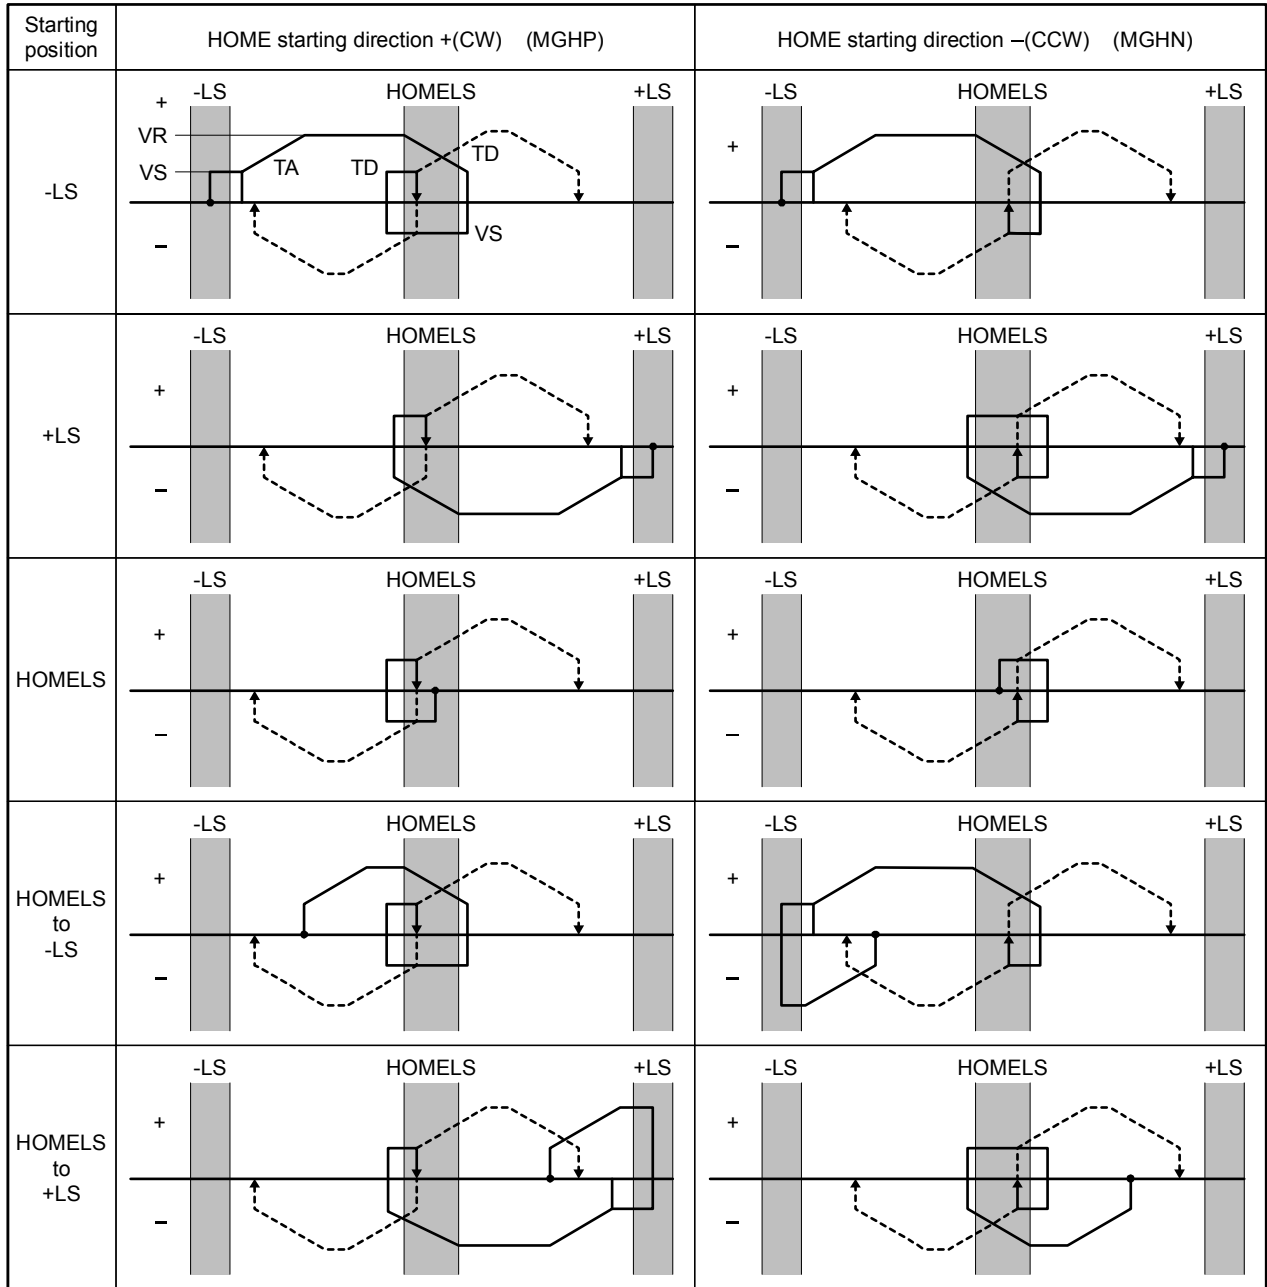 Starting
position
HOME starting direction +(CW) (MGHP)
HOME starting direction –(CCW) (MGHN)
-LS
-LS HOMELS +LS
+
VR
VS
TA
TD
TD
VS
–
-LS HOMELS +LS
+
–
+LS
-LS HOMELS +LS
+
–
-LS HOMELS +LS
+
–
HOMELS
-LS HOMELS +LS
+
–
-LS HOMELS +LS
+
–
HOMELS
to
-LS
-LS HOMELS +LS
+
–
-LS HOMELS +LS
+
–
HOMELS
to
+LS
-LS HOMELS +LS
+
–
-LS HOMELS +LS
+
–